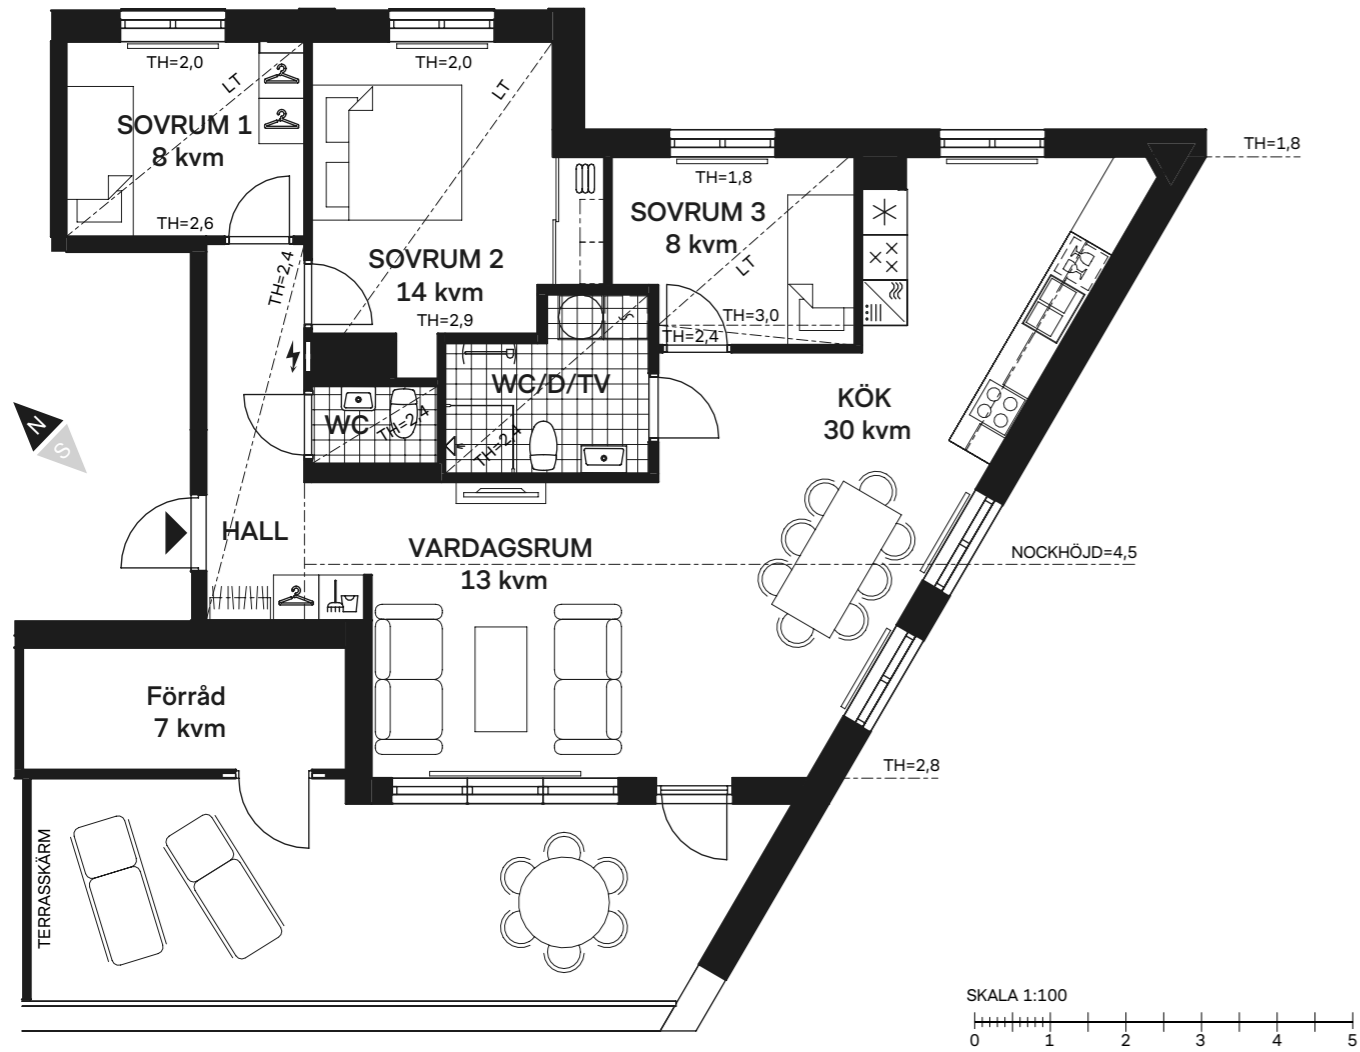 TH=2,0
TH=2,0
LT
LT
SOVRUM 1
8 kvm
TH=1,8
TH=1,8
SOVRUM 3
8 kvm
TH=2,6
LT
TH=2,4
SOVRUM 2
14 kvm
TH=2,9
TH=3,0
TH=2,4
WC/D/TV
TH=2,4
WC
TH=2,4
KÖK
30 kvm
N
S
HALL
VARDAGSRUM
13 kvm
NOCKHÖJD=4,5
Förråd
7 kvm
TH=2,8
TERRASSKÄRM
SKALA 1:100
0 1 2 3 4 5